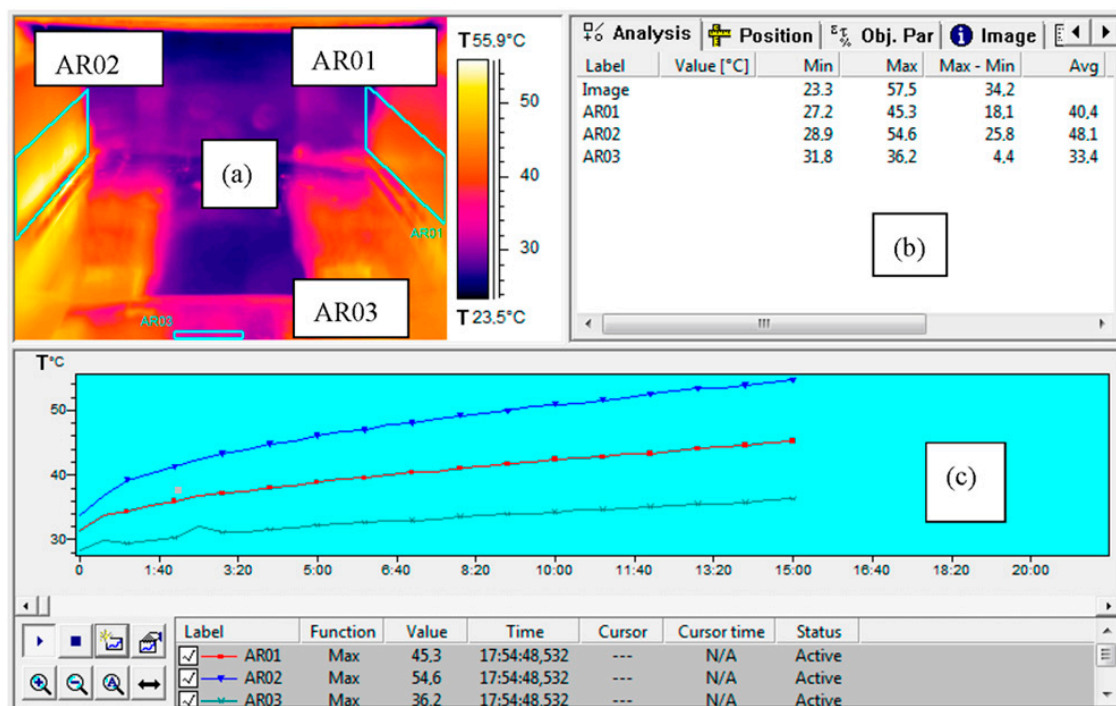 AR02
AR01
(a)
AR01
AR03
AR03
T 55,9°C
50
40
30
T 23,5°C
Analysis Position Obj. Par Image
Label Value [°C] Min Max Max - Min Avg
Image 23.3 57,5 34,2
AR01 27.2 45.3 18,1 40,4
AR02 28.9 54.6 25.8 48.1
AR03 31.8 36.2 4,4 33.4
(b)
T°C
50
40
30
(c)
0 1:40 3:20 5:00 6:40 8:20 10:00 11:40 13:20 15:00 16:40 18:20 20:00
Label Function Value Time Cursor Cursor time Status
AR01 Max 45,3 17:54:48,532 --- N/A Active
AR02 Max 54,6 17:54:48,532 --- N/A Active
AR03 Max 36.2 17:54:48,532 --- N/A Active